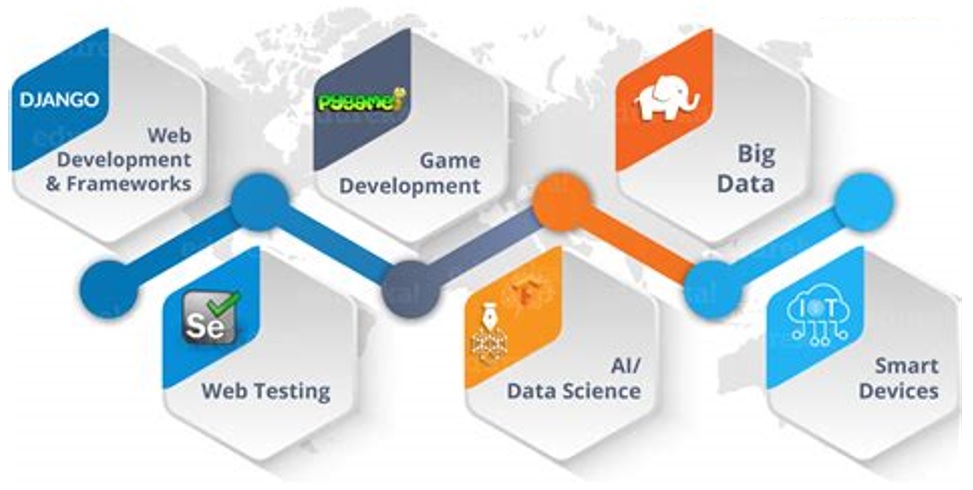 DJANGO
Web
Development
& Frameworks
Se
Web Testing
PYGAME
Game
Development
AI/
Data Science
Big
Data
IoT
Smart
Devices